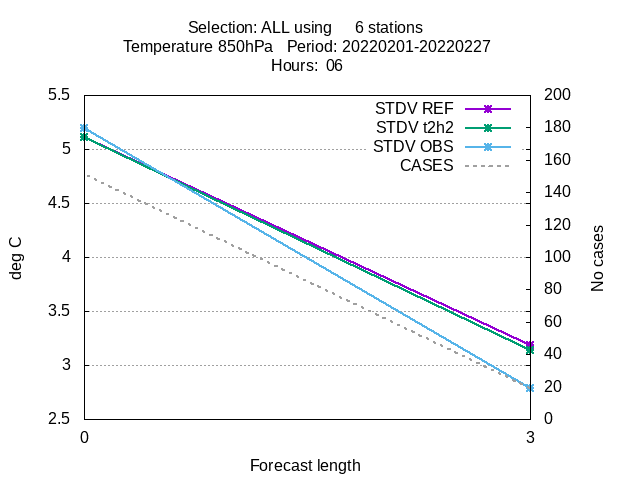 Selection: ALL using     6 stations
Temperature 850hPa   Period: 20220201-20220227
Hours:  06
STDV REF
STDV t2h2
STDV OBS
CASES
5.5
5
4.5
4
3.5
3
2.5
deg C
200
180
160
140
120
100
80
60
40
20
0
No cases
0
3
Forecast length